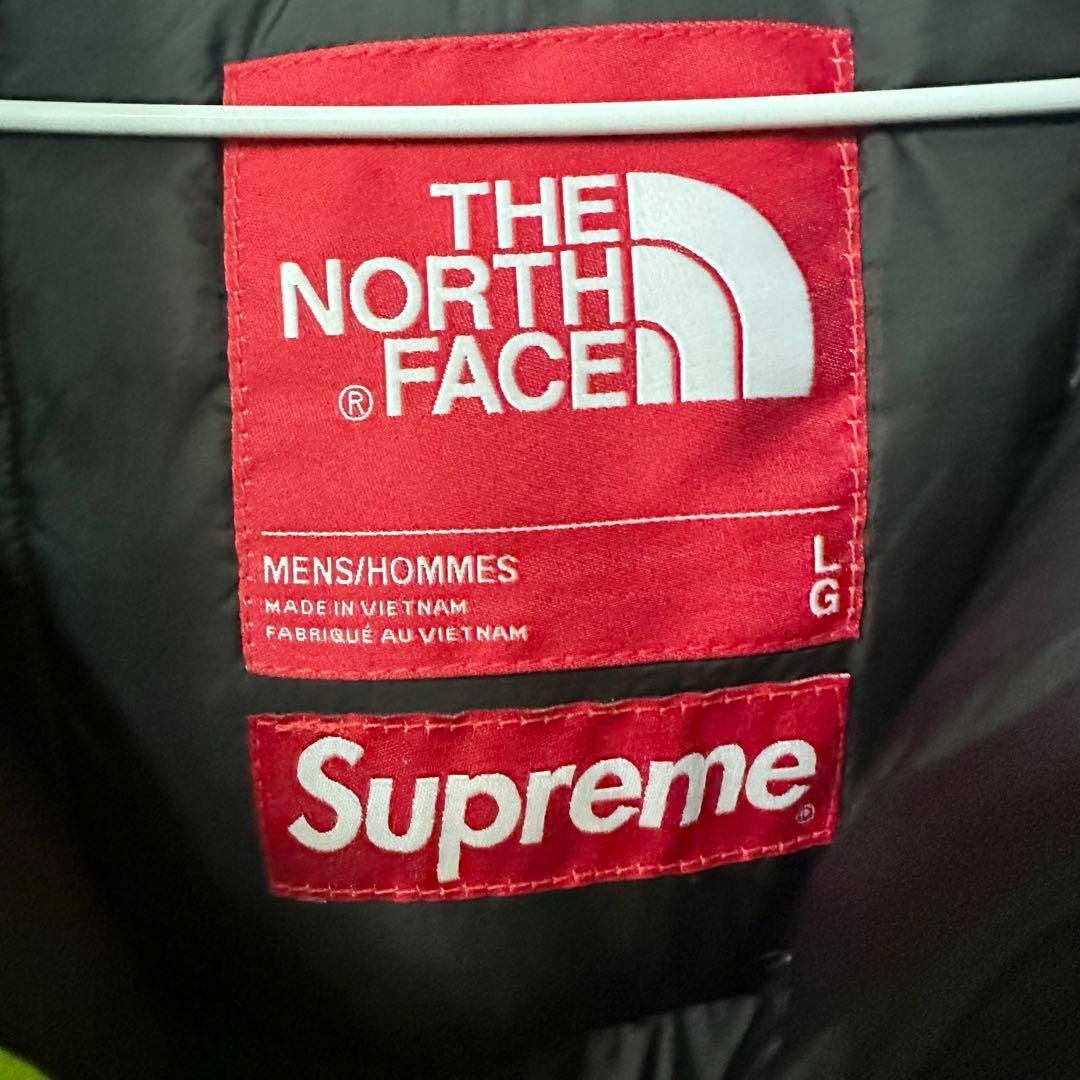 THE
NORTH
® FACE
MENS/HOMMES
MADE IN VIETNAM
FABRIQUÉ AU VIETNAM
L
G
Supreme®